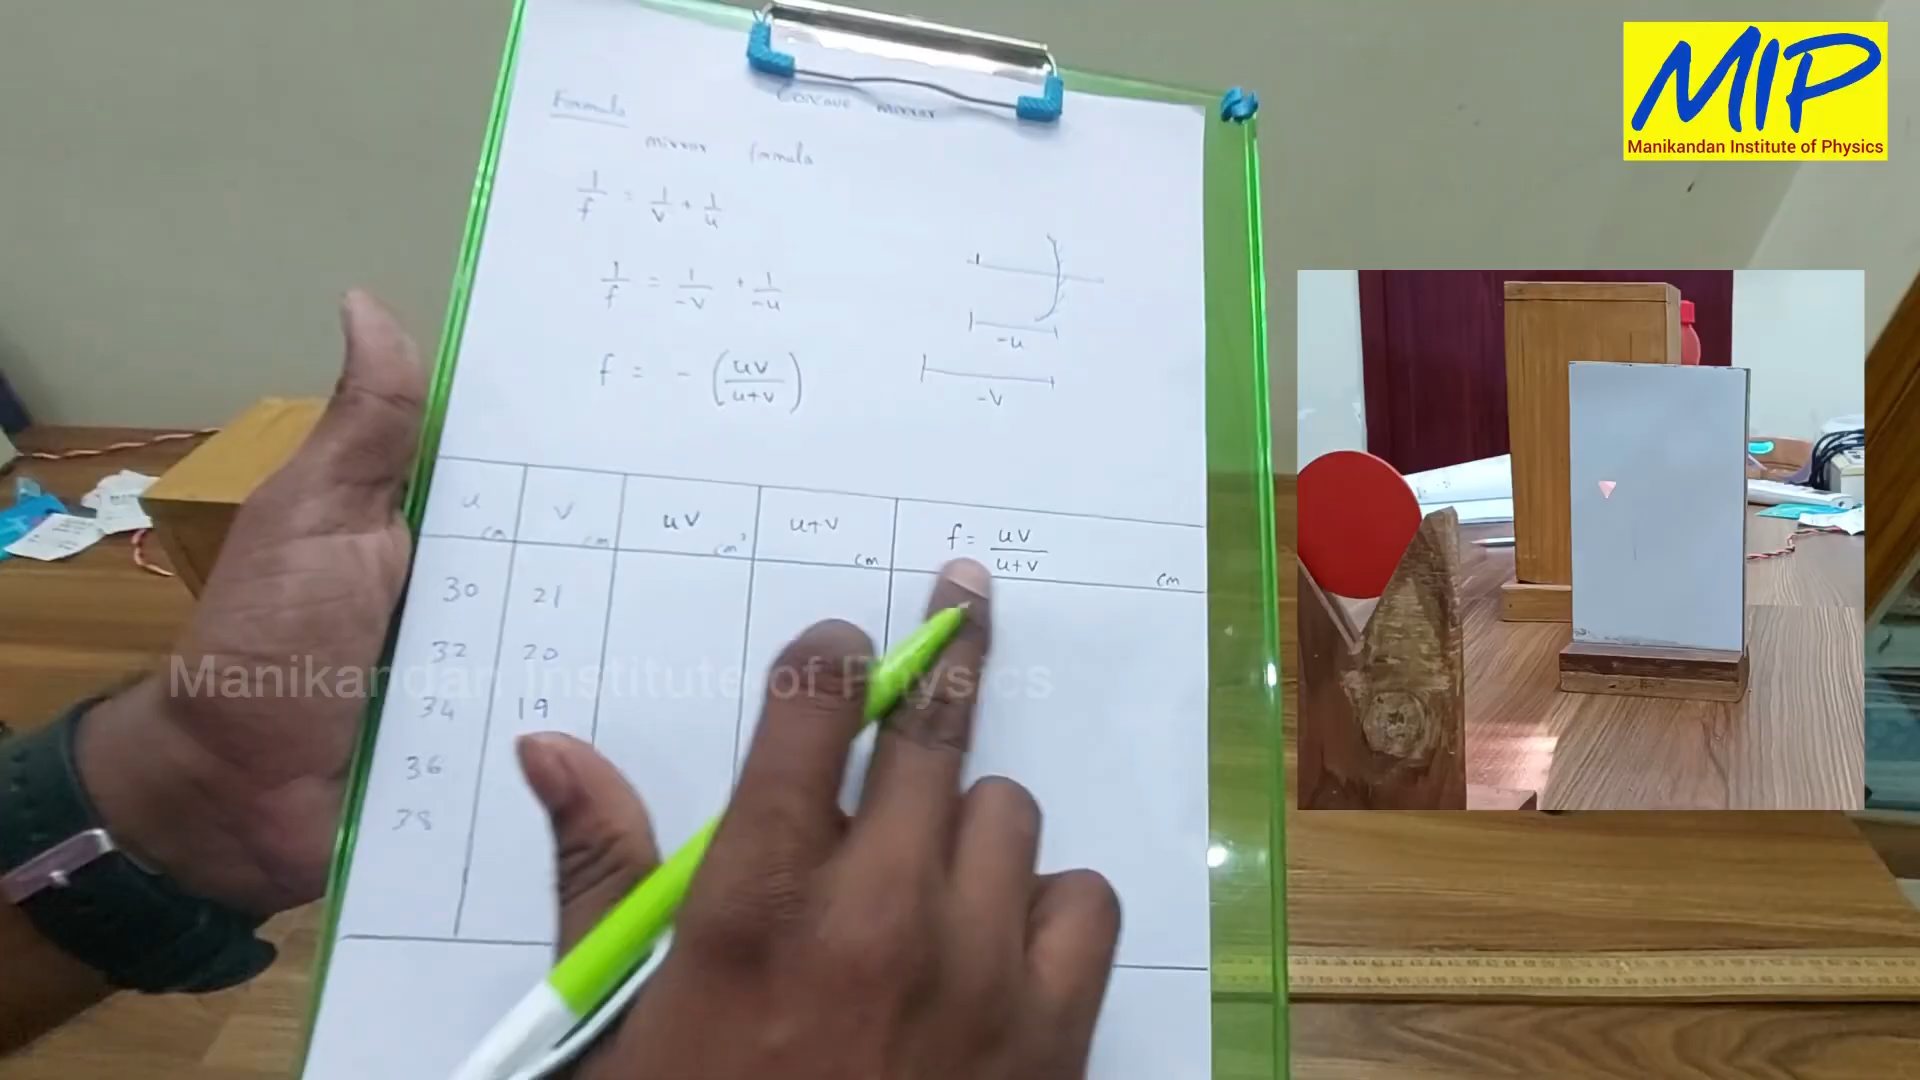 Formula
Concave mirror
mirror formula
1/f = 1/v + 1/u
1/f = 1/-v + 1/-u
f = - (uv/u+v)
-u
-v
u cm v cm uv cm² u+v cm f = uv/u+v cm
30 21
32 20
34 19
36
38
MIP
Manikandan Institute of Physics
Manikandan Institute of Physics